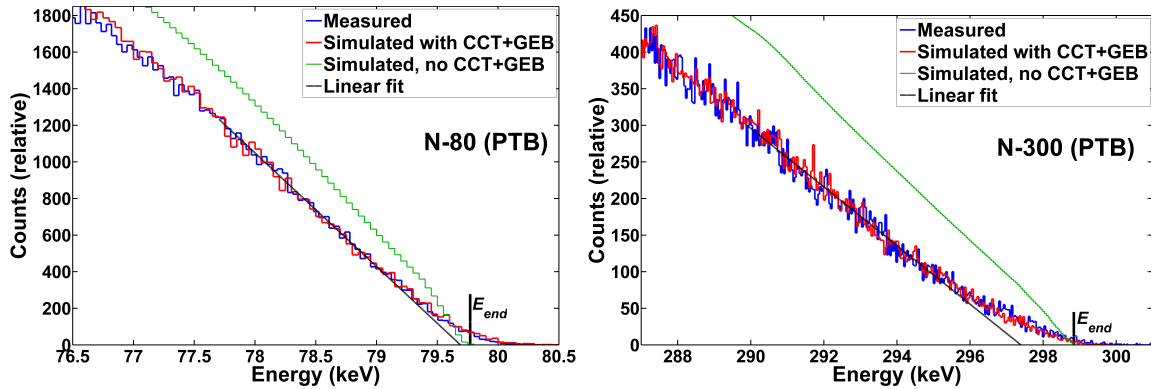 1800
1600
1400
1200
1000
800
600
400
200
0
Counts (relative)
Measured
Simulated with CCT+GEB
Simulated, no CCT+GEB
Linear fit
N-80 (PTB)
E_end
76.5 77 77.5 78 78.5 79 79.5 80 80.5
Energy (keV)
450
400
350
300
250
200
150
100
50
0
Counts (relative)
Measured
Simulated with CCT+GEB
Simulated, no CCT+GEB
Linear fit
N-300 (PTB)
E_end
288 290 292 294 296 298 300
Energy (keV)